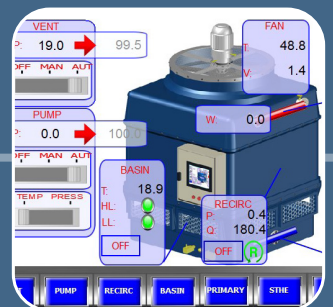 VENT
P: 19.0 99.5
OFF MAN AUT
PUMP
P: 0.0 100.0
OFF MAN AUT
TEMP PRESS
FAN
T: 48.8
V: 1.4
W: 0.0
BASIN
T: 18.9
HL:
LL:
OFF
RECIRC
P: 0.4
Q: 180.4
OFF R
PUMP RECIRC BASIN PRIMARY STHE